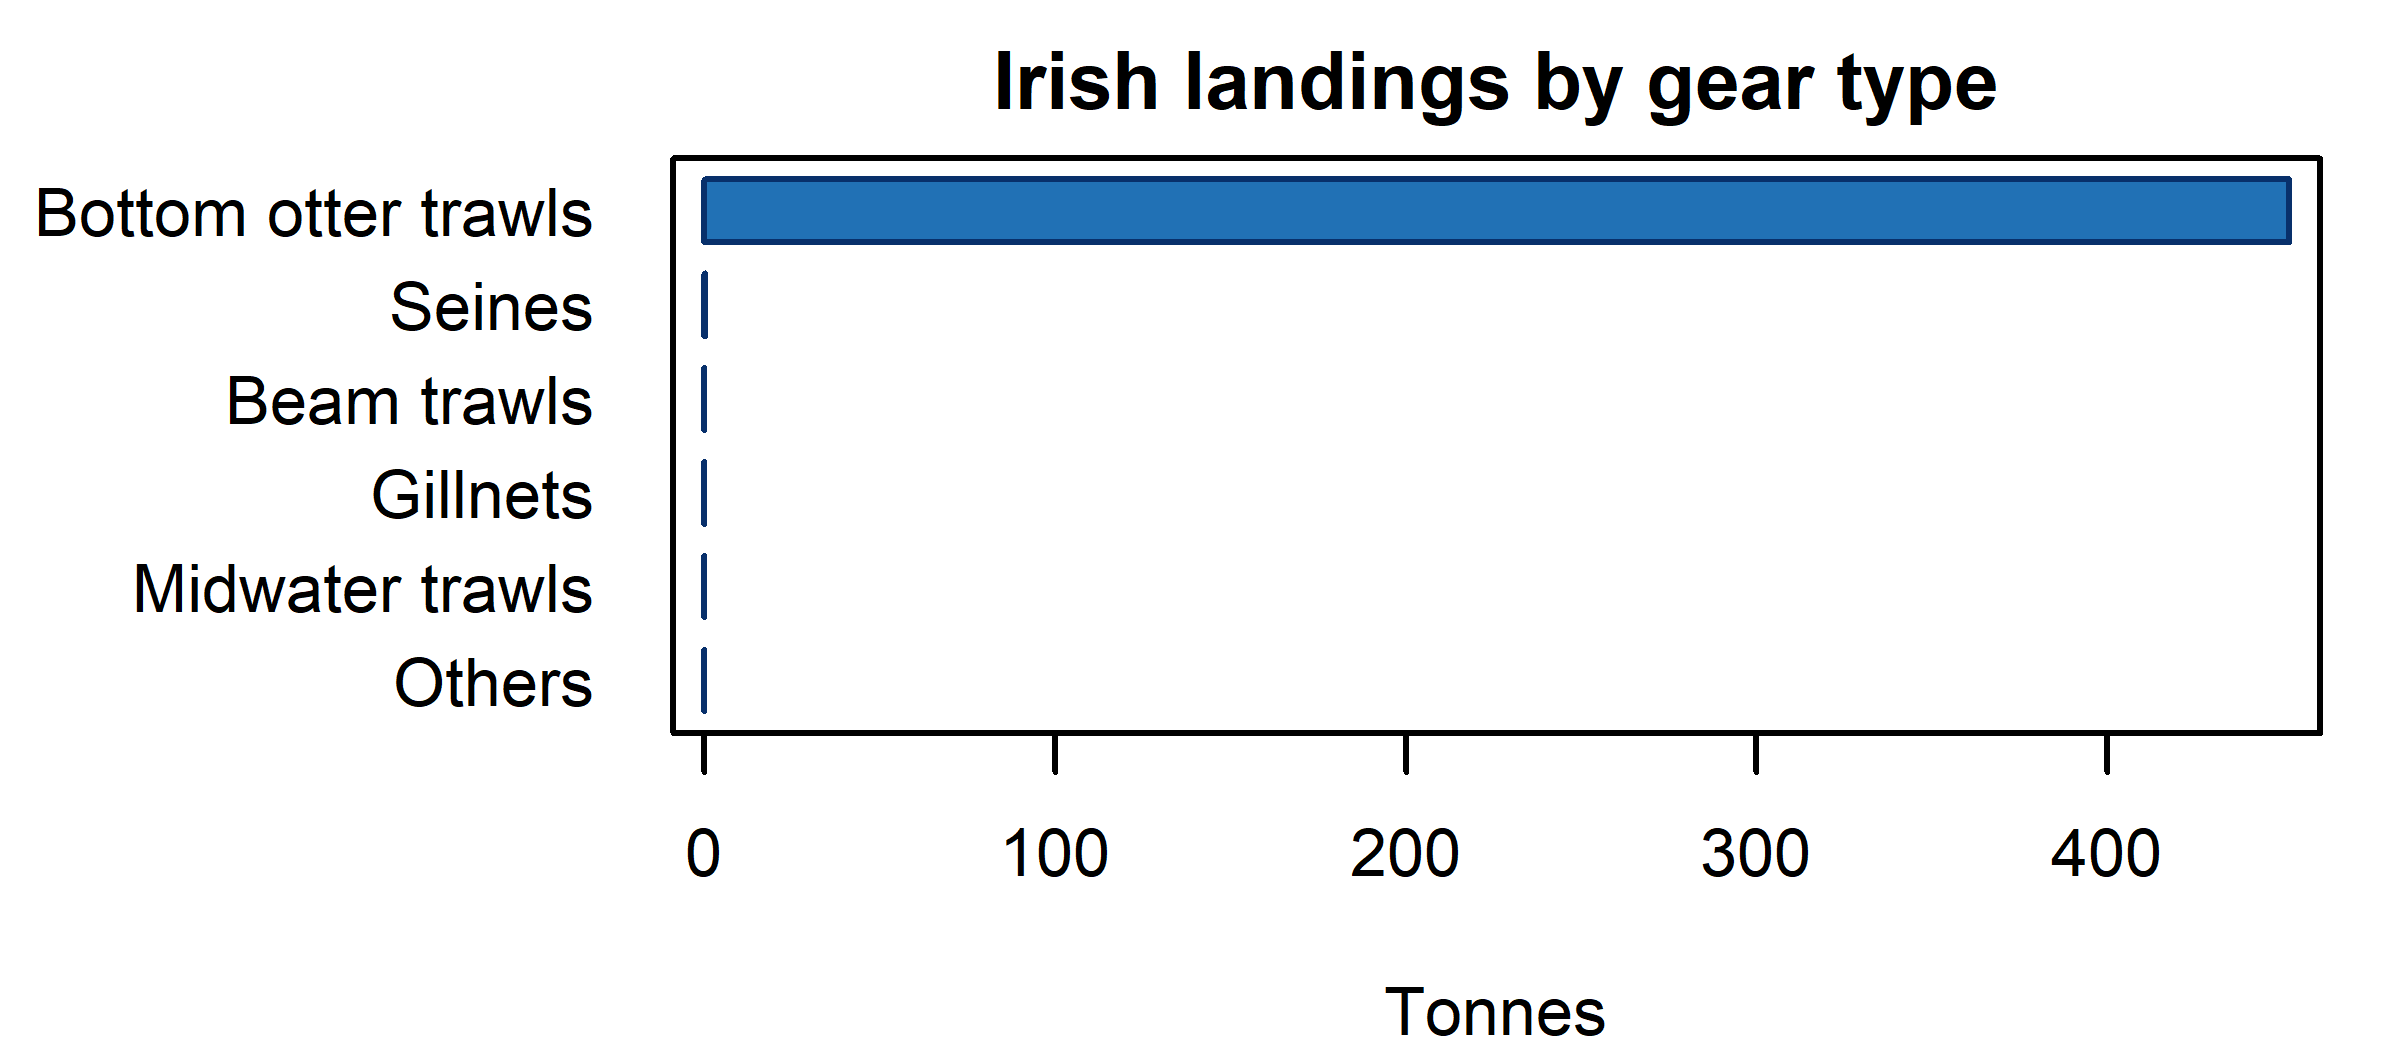 Irish landings by gear type
Bottom otter trawls
Seines
Beam trawls
Gillnets
Midwater trawls
Others
0 100 200 300 400
Tonnes